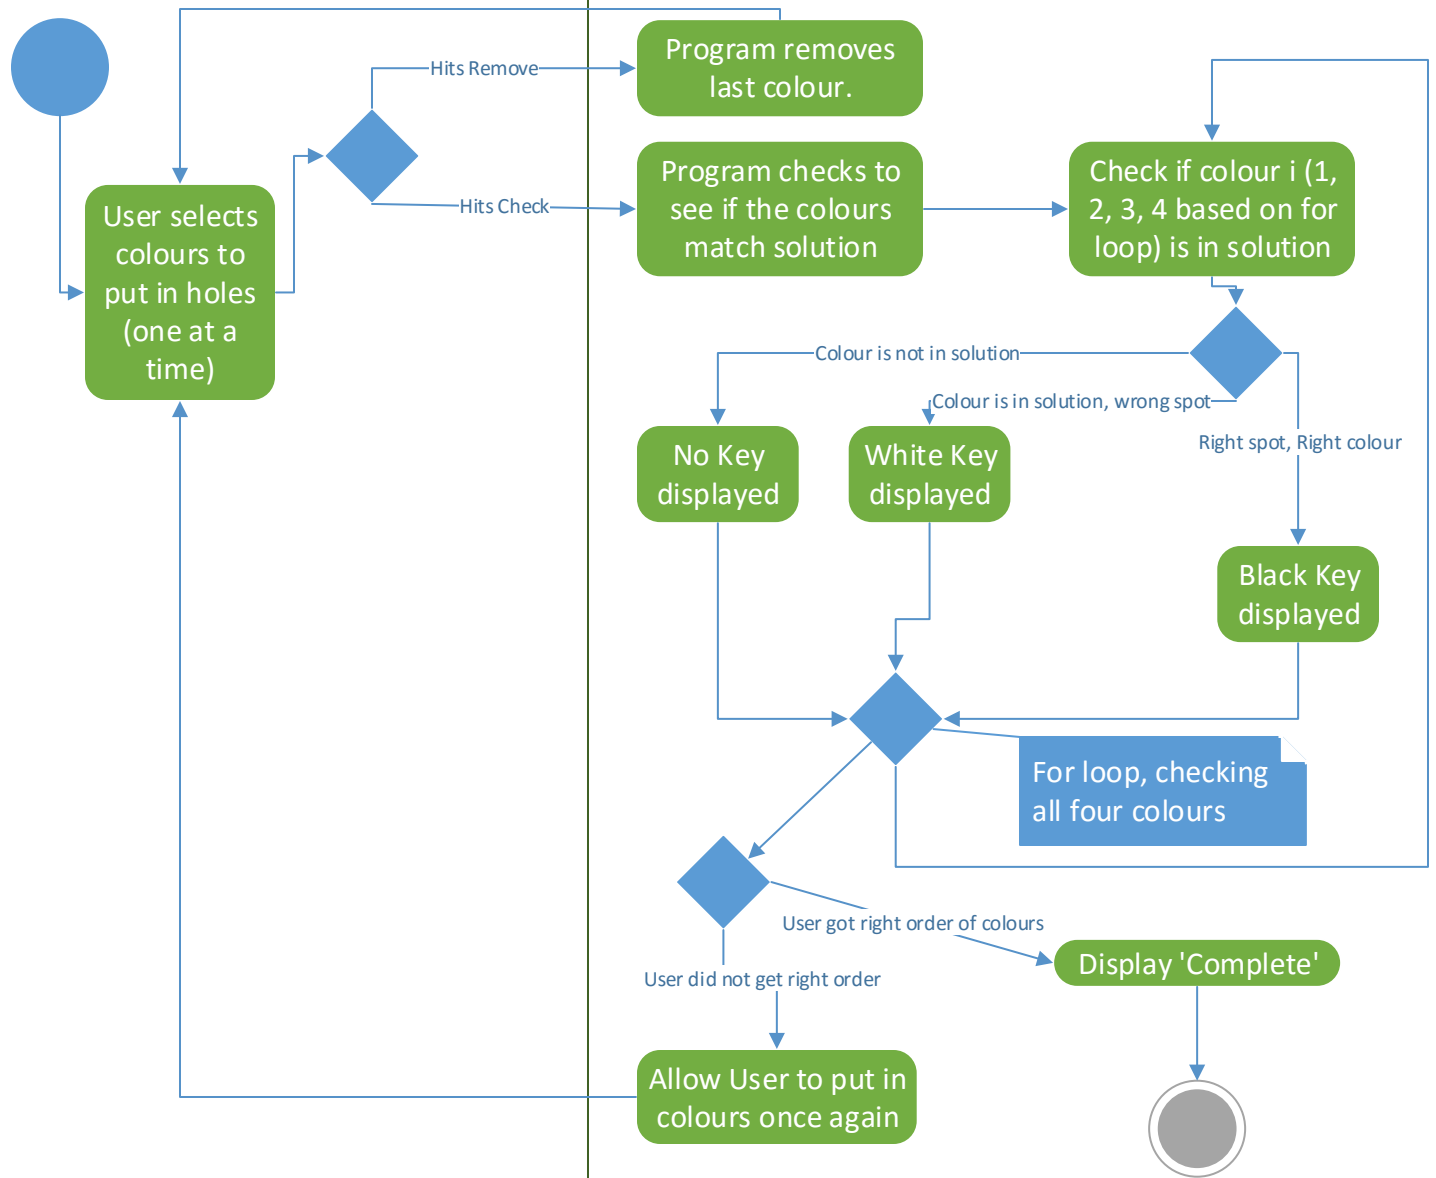 Program removes
last colour.
Hits Remove
Program checks to
see if the colours
match solution
Check if colour i (1,
2, 3, 4 based on for
loop) is in solution
Hits Check
User selects
colours to
put in holes
(one at a
time)
Colour is not in solution
Colour is in solution, wrong spot
Right spot, Right colour
No Key
displayed
White Key
displayed
Black Key
displayed
For loop, checking
all four colours
User got right order of colours
User did not get right order
Display 'Complete'
Allow User to put in
colours once again